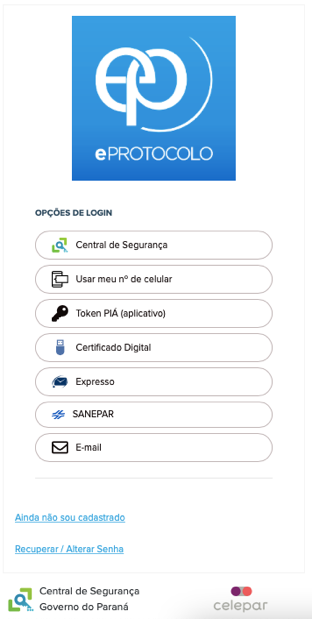 ep
ePROTOCOLO
OPÇÕES DE LOGIN
Central de Segurança
Usar meu nº de celular
Token PIÁ (aplicativo)
Certificado Digital
Expresso
SANEPAR
E-mail
Ainda não sou cadastrado
Recuperar / Alterar Senha
Central de Segurança
Governo do Paraná
celepar